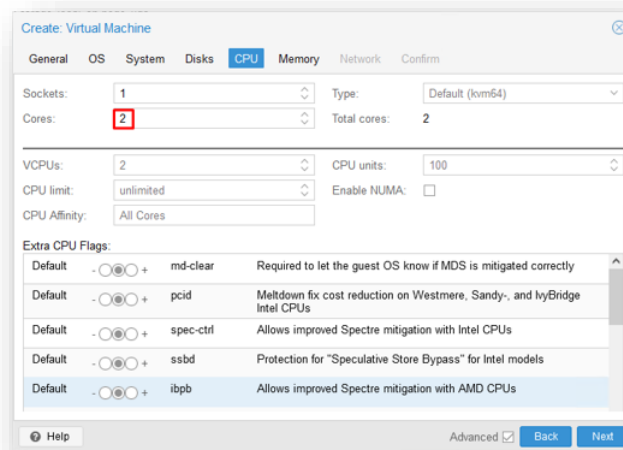 Create: Virtual Machine
General OS System Disks CPU Memory Network Confirm
Sockets: 1 Type: Default (kvm64)
Cores: 2 Total cores: 2
VCPUs: 2 CPU units: 100
CPU limit: unlimited Enable NUMA:
CPU Affinity: All Cores
Extra CPU Flags:
Default - + md-clear Required to let the guest OS know if MDS is mitigated correctly
Default - + pcid Meltdown fix cost reduction on Westmere, Sandy-, and IvyBridge
Intel CPUs
Default - + spec-ctrl Allows improved Spectre mitigation with Intel CPUs
Default - + ssbd Protection for "Speculative Store Bypass" for Intel models
Default - + ibpb Allows improved Spectre mitigation with AMD CPUs
Help Advanced Back Next